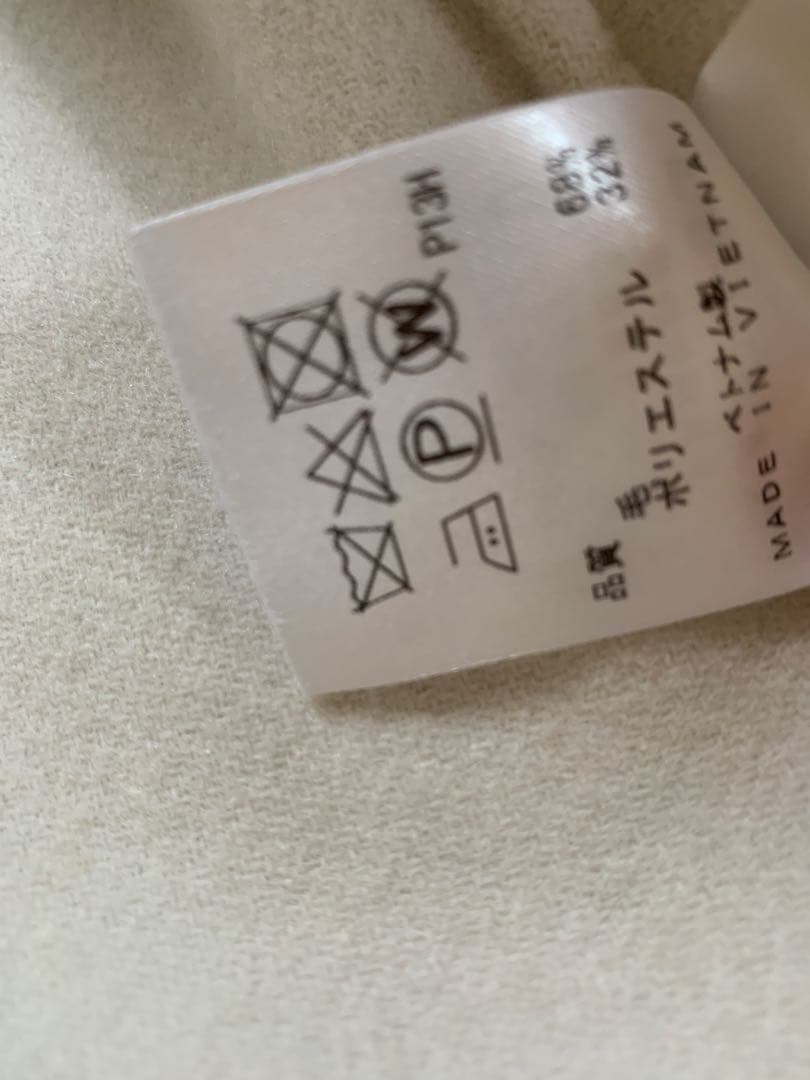 P13H
P
W
品質
毛 68%
ポリエステル 32%
ベトナム製
MADE IN VIETNAM